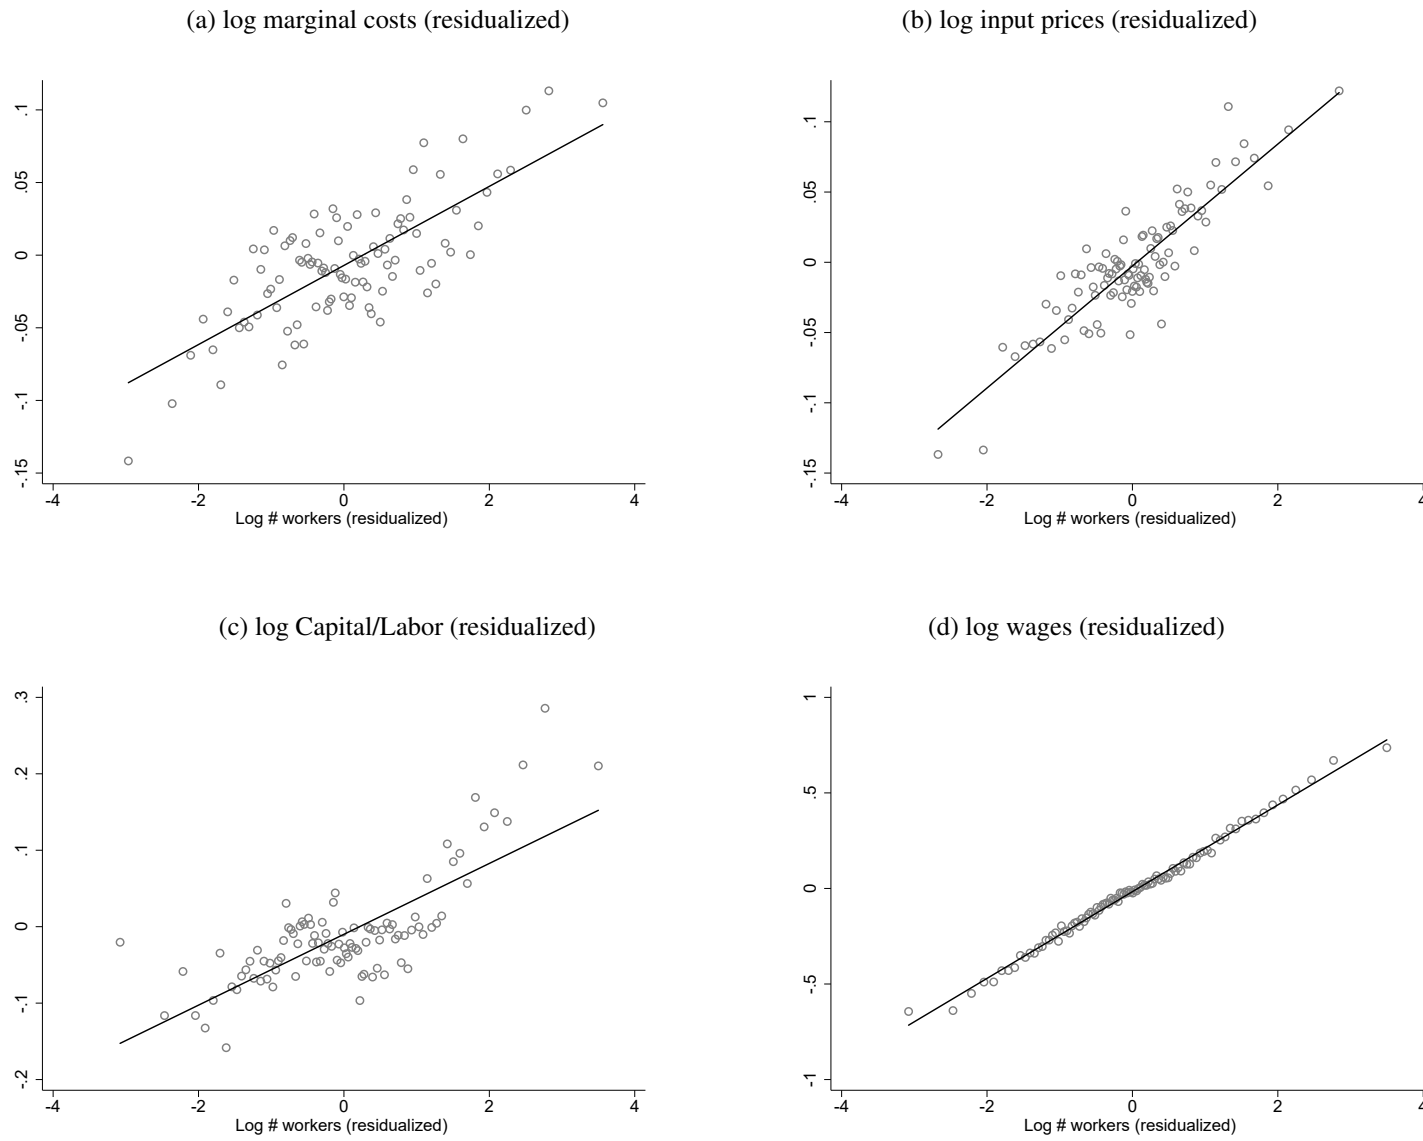 (a) log marginal costs (residualized)
(b) log input prices (residualized)
.1
.05
0
-.05
-.1
-.15
-4 -2 0 2 4
Log # workers (residualized)
.1
.05
0
-.05
-.1
-.15
-4 -2 0 2 4
Log # workers (residualized)
(c) log Capital/Labor (residualized)
(d) log wages (residualized)
.3
.2
.1
0
-.1
-.2
-4 -2 0 2 4
Log # workers (residualized)
1
.5
0
-.5
-1
-4 -2 0 2 4
Log # workers (residualized)